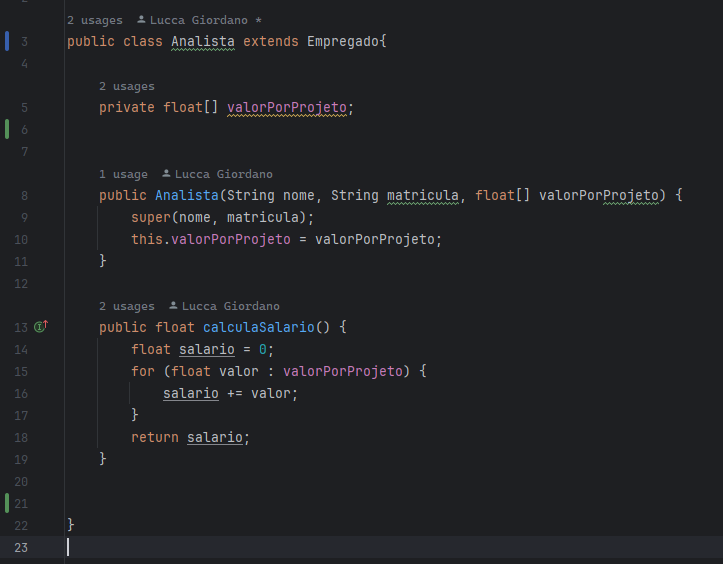 2
2 usages Lucca Giordano *
3 public class Analista extends Empregado{
4
2 usages
5 private float[] valorPorProjeto;
6
7
1 usage Lucca Giordano
8 public Analista(String nome, String matricula, float[] valorPorProjeto) {
9 super(nome, matricula);
10 this.valorPorProjeto = valorPorProjeto;
11 }
12
2 usages Lucca Giordano
13 public float calculaSalario() {
14 float salario = 0;
15 for (float valor : valorPorProjeto) {
16 salario += valor;
17 }
18 return salario;
19 }
20
21
22 }
23